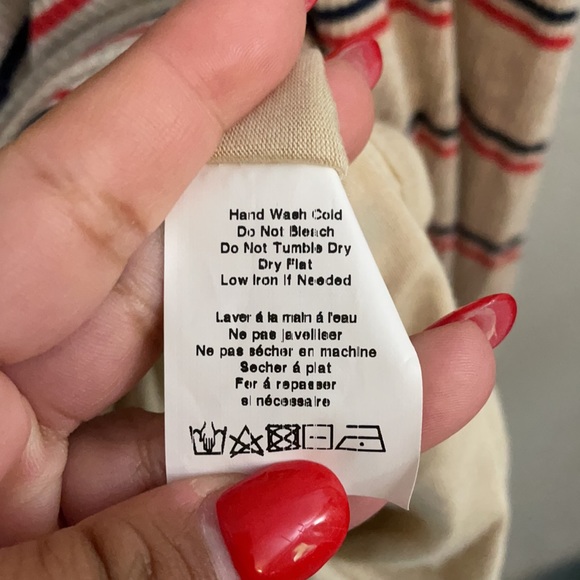 Hand Wash Cold
Do Not Bleach
Do Not Tumble Dry
Dry Flat
Low Iron If Needed
Laver á la main á l'eau
Ne pas javelliser
Ne pas sécher en machine
Secher á plat
Fer á repasser
si nécessaire